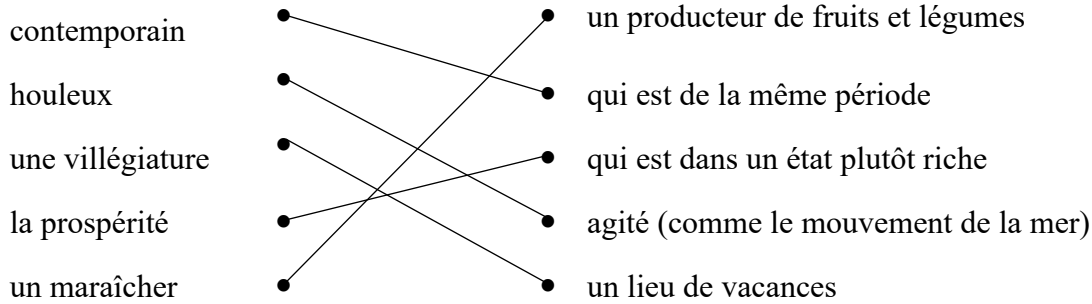 contemporain
un producteur de fruits et légumes
houleux
qui est de la même période
une villégiature
qui est dans un état plutôt riche
la prospérité
agité (comme le mouvement de la mer)
un maraîcher
un lieu de vacances